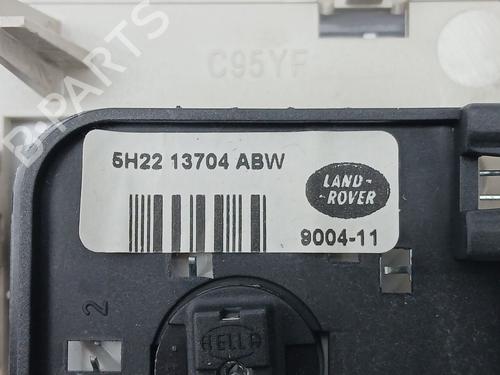 C95YF
B-PARTS
5H22 13704 ABW
LAND-
-ROVER
9004-11
2
HELLA